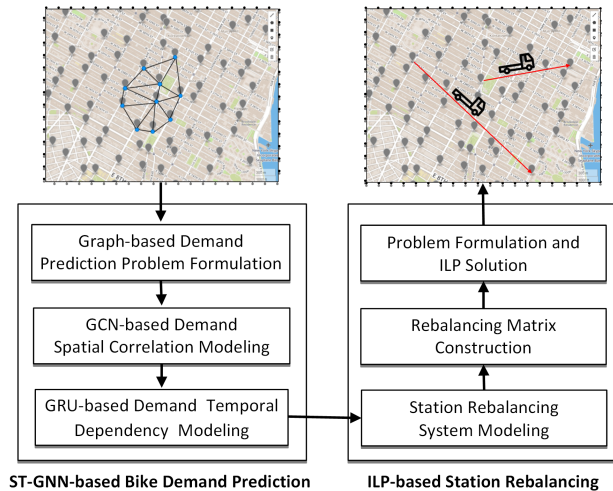 Graph-based Demand
Prediction Problem Formulation
GCN-based Demand
Spatial Correlation Modeling
GRU-based Demand Temporal
Dependency Modeling
ST-GNN-based Bike Demand Prediction
Problem Formulation and
ILP Solution
Rebalancing Matrix
Construction
Station Rebalancing
System Modeling
ILP-based Station Rebalancing